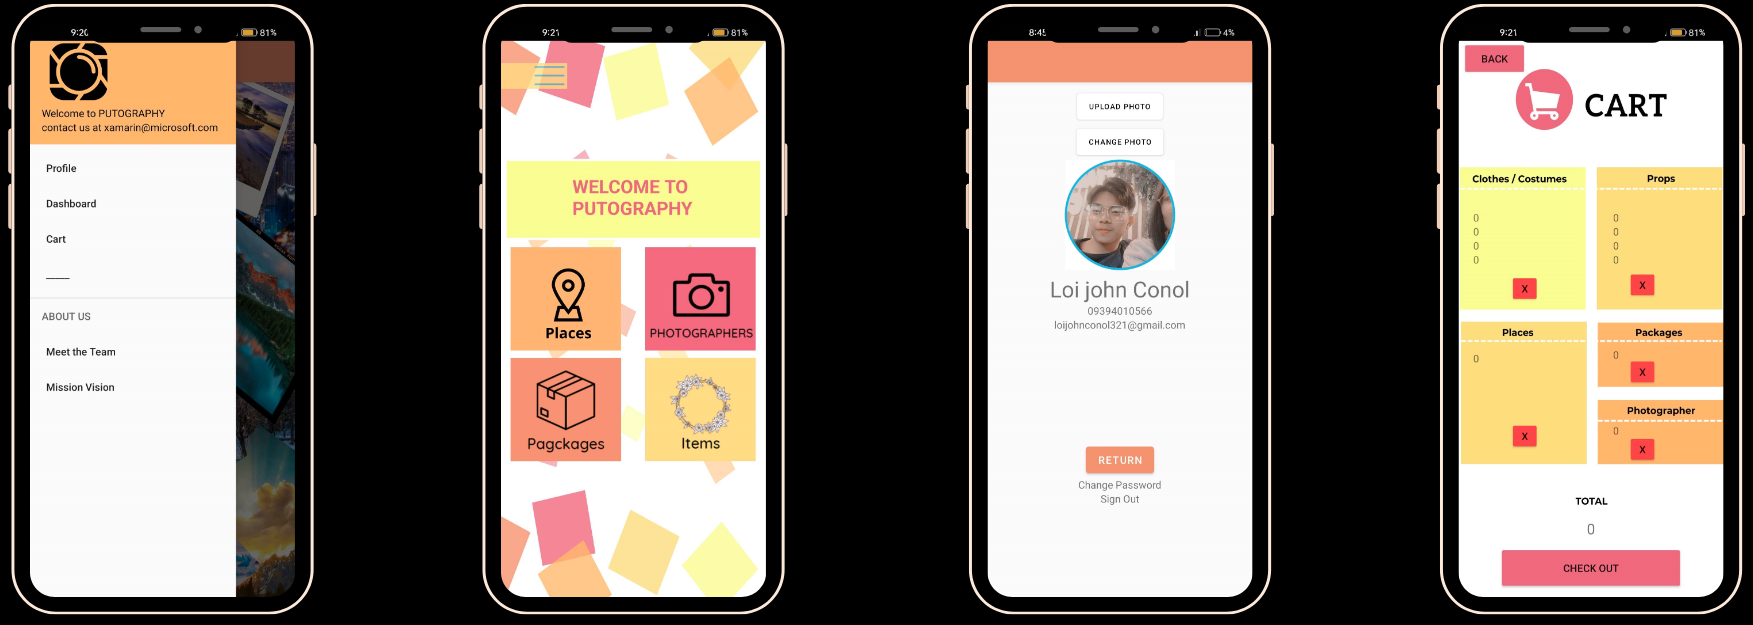 9:20
81%
Welcome to PUTOGRAPHY
contact us at xamarin@microsoft.com
Profile
Dashboard
Cart
____
ABOUT US
Meet the Team
Mission Vision
9:21
81%
WELCOME TO
PUTOGRAPHY
Places
PHOTOGRAPHERS
Pagckages
Items
8:45
4%
UPLOAD PHOTO
CHANGE PHOTO
Loi john Conol
09394010566
loijohnconol321@gmail.com
RETURN
Change Password
Sign Out
9:21
81%
BACK
CART
Clothes / Costumes
0
0
0
0
X
Props
0
0
0
0
X
Places
0
X
Packages
0
X
Photographer
0
X
TOTAL
0
CHECK OUT